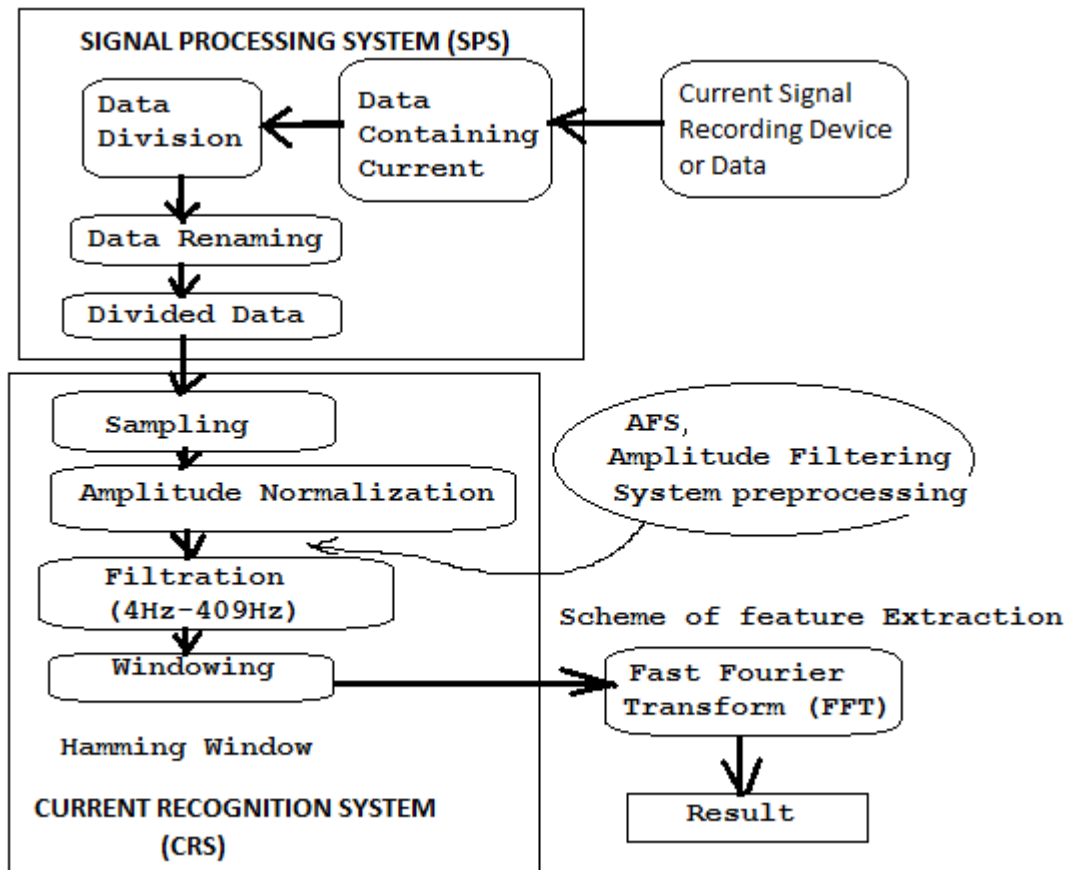 SIGNAL PROCESSING SYSTEM (SPS)
Current Signal
Recording Device
or Data
Data
Containing
Current
Data
Division
Data Renaming
Divided Data
Sampling
Amplitude Normalization
AFS,
Amplitude Filtering
System preprocessing
Filtration
(4Hz-409Hz)
Windowing
Hamming Window
CURRENT RECOGNITION SYSTEM
(CRS)
Scheme of feature Extraction
Fast Fourier
Transform (FFT)
Result